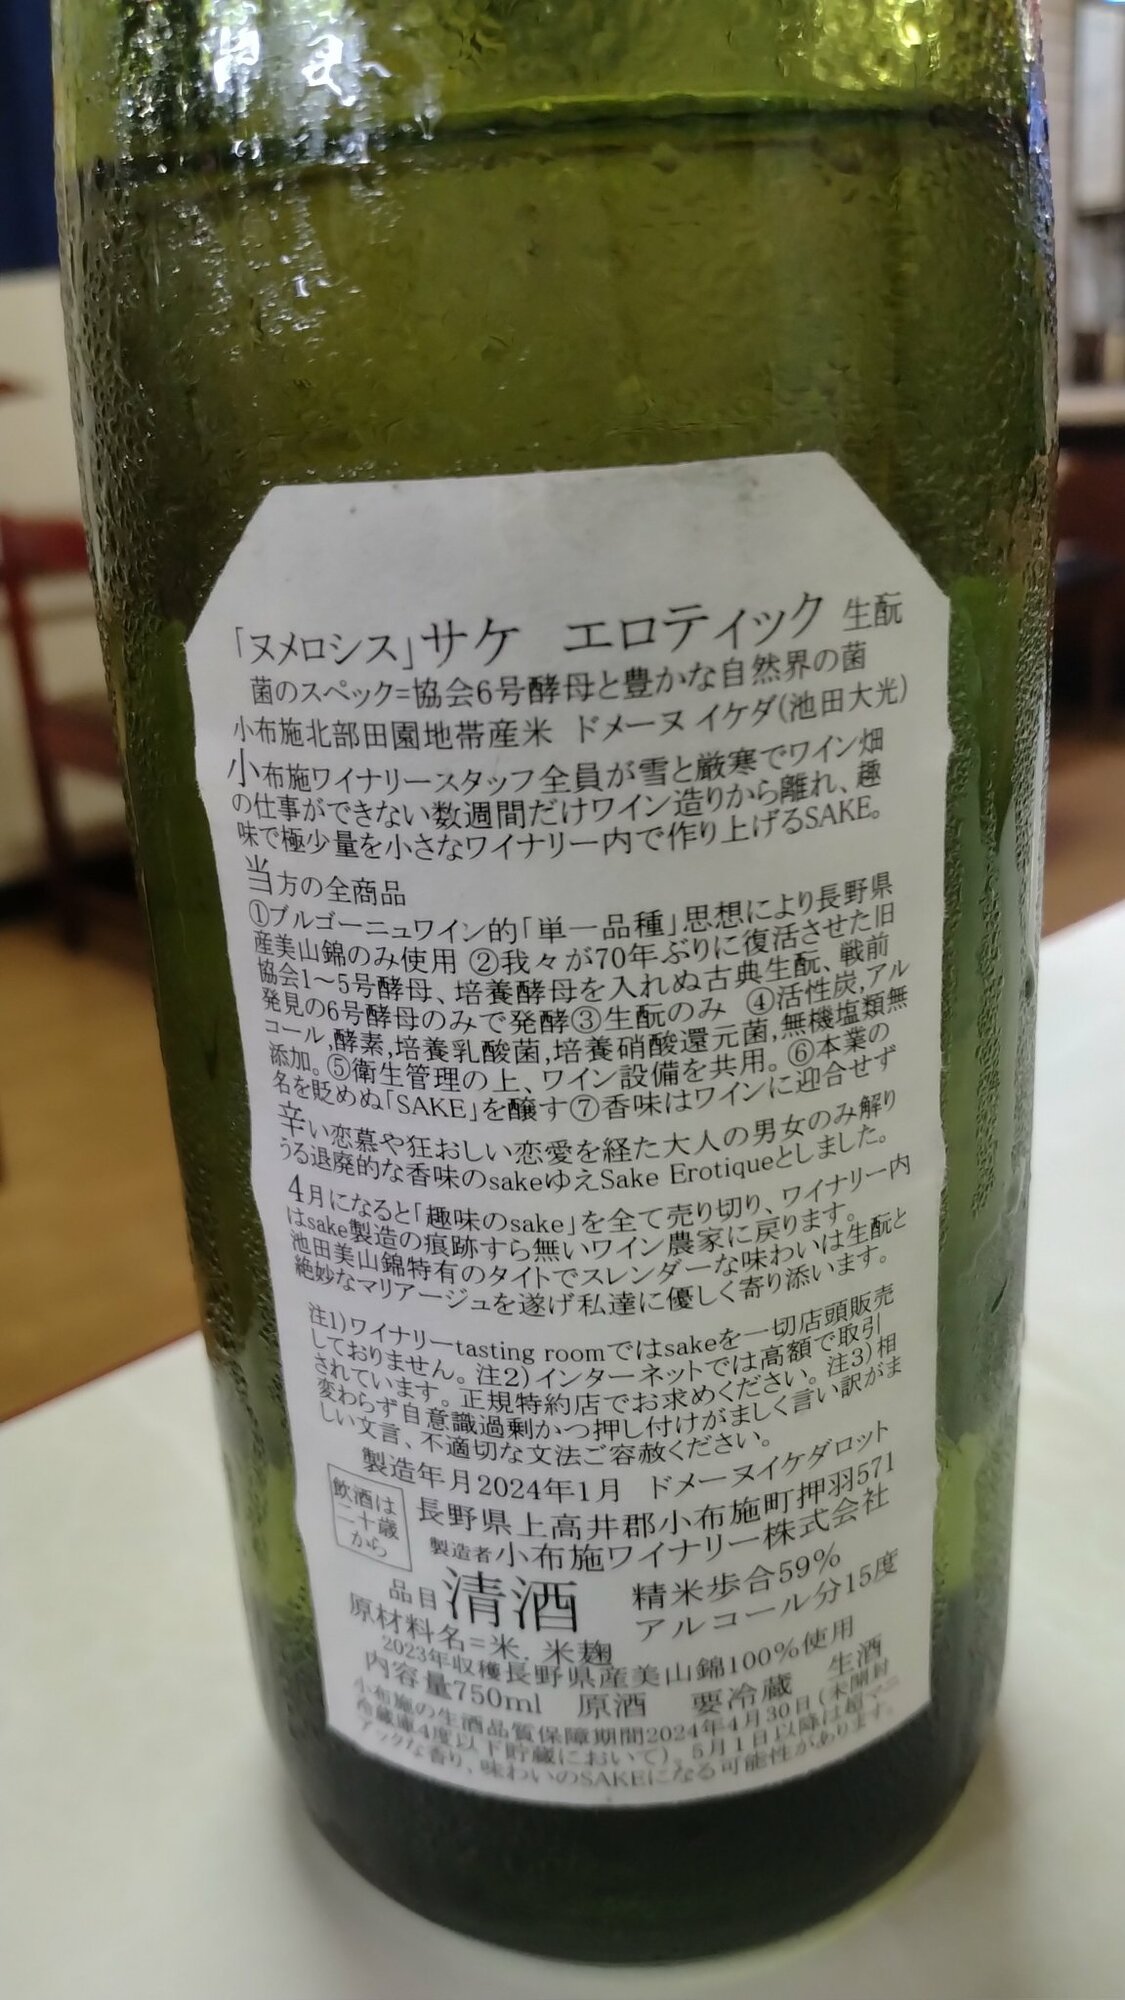 「ヌメロシス」サケ エロティック 生酛
菌のスペック=協会6号酵母と豊かな自然界の菌
小布施北部田園地帯産米 ドメーヌ イケダ(池田大光)
小布施ワイナリースタッフ全員が雪と厳寒でワイン畑
の仕事ができない数週間だけワイン造りから離れ、趣
味で極少量を小さなワイナリー内で作り上げるSAKE。
当方の全商品
①ブルゴーニュワイン的「単一品種」思想により長野県
産美山錦のみ使用 ②我々が70年ぶりに復活させた旧
協会1〜5号酵母、培養酵母を入れぬ古典生酛、戦前
発見の6号酵母のみで発酵③生酛のみ ④活性炭,アル
コール,酵素,培養乳酸菌,培養硝酸還元菌,無機塩類無
添加。⑤衛生管理の上、ワイン設備を共用。⑥本業の
名を貶めぬ「SAKE」を醸す⑦香味はワインに迎合せず
辛い恋慕や狂おしい恋愛を経た大人の男女のみ解り
うる退廃的な香味のsakeゆえSake Erotiqueとしました。
4月になると「趣味のsake」を全て売り切り、ワイナリー内
はsake製造の痕跡すら無いワイン農家に戻ります。
池田美山錦特有のタイトでスレンダーな味わいは生酛と
絶妙なマリアージュを遂げ私達に優しく寄り添います。
注1)ワイナリーtasting roomではsakeを一切店頭販売
しておりません。注2)インターネットでは高額で取引
されています。正規特約店でお求めください。注3)相
変わらず自意識過剰かつ押し付けがましく言い訳がま
しい文言、不適切な文法ご容赦ください。
製造年月2024年1月 ドメーヌイケダロット
飲酒は
二十歳
から
長野県上高井郡小布施町押羽571
製造者小布施ワイナリー株式会社
品目清酒 精米歩合59%
原材料名=米, 米麹 アルコール分15度
2023年収穫長野県産美山錦100%使用
内容量750ml 原酒 要冷蔵 生酒
小布施の生酒品質保障期間2024年4月30日(未開封
冷蔵庫4度以下貯蔵において)、5月1日以降は超マニ
アックな香り、味わいのSAKEになる可能性があります。